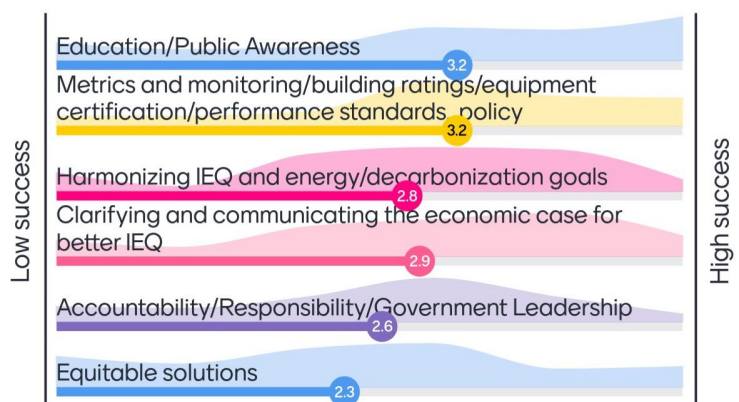 Low success
Education/Public Awareness
3.2
Metrics and monitoring/building ratings/equipment
certification/performance standards, policy
3.2
Harmonizing IEQ and energy/decarbonization goals
2.8
Clarifying and communicating the economic case for
better IEQ
2.9
Accountability/Responsibility/Government Leadership
2.6
Equitable solutions
2.3
High success